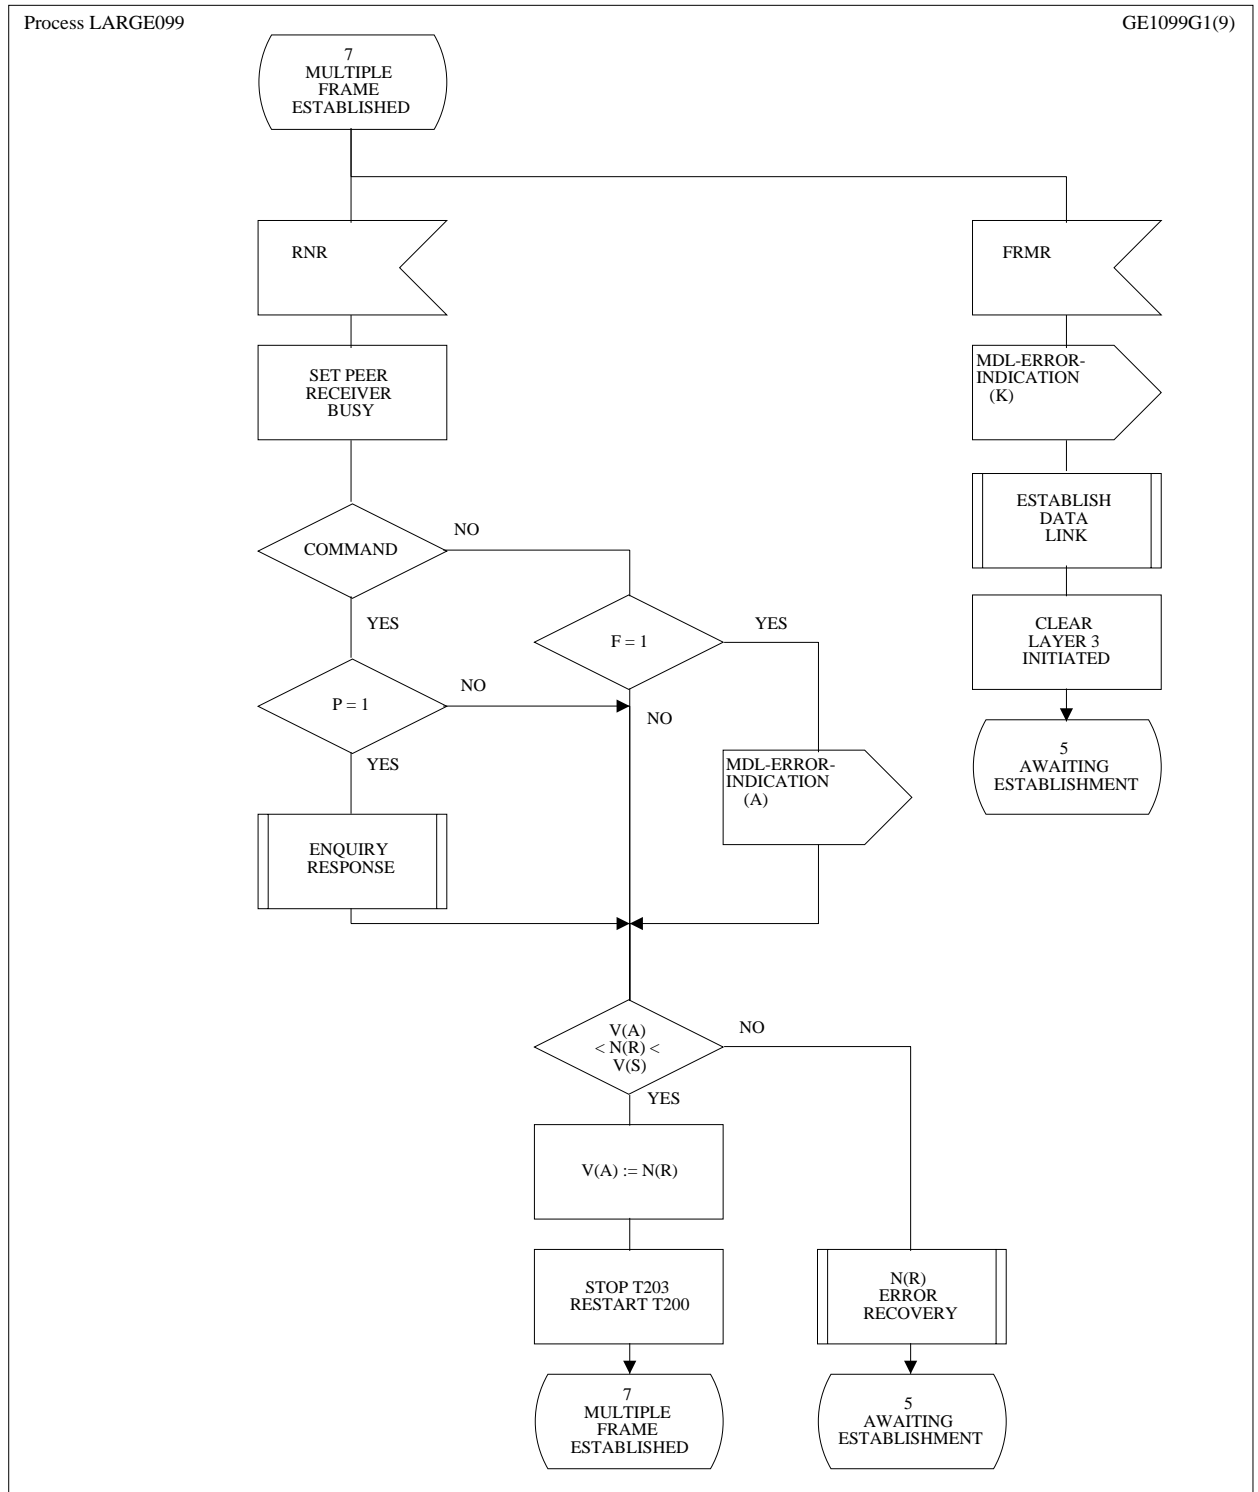 Process LARGE099
GE1099G1(9)
7
MULTIPLE
FRAME
ESTABLISHED
RNR
FRMR
SET PEER
RECEIVER
BUSY
MDL-ERROR-
INDICATION
(K)
COMMAND
NO
YES
ESTABLISH
DATA
LINK
F = 1
YES
NO
CLEAR
LAYER 3
INITIATED
P = 1
NO
YES
MDL-ERROR-
INDICATION
(A)
5
AWAITING
ESTABLISHMENT
ENQUIRY
RESPONSE
V(A)
< N(R) <
V(S)
NO
YES
V(A) := N(R)
STOP T203
RESTART T200
N(R)
ERROR
RECOVERY
7
MULTIPLE
FRAME
ESTABLISHED
5
AWAITING
ESTABLISHMENT